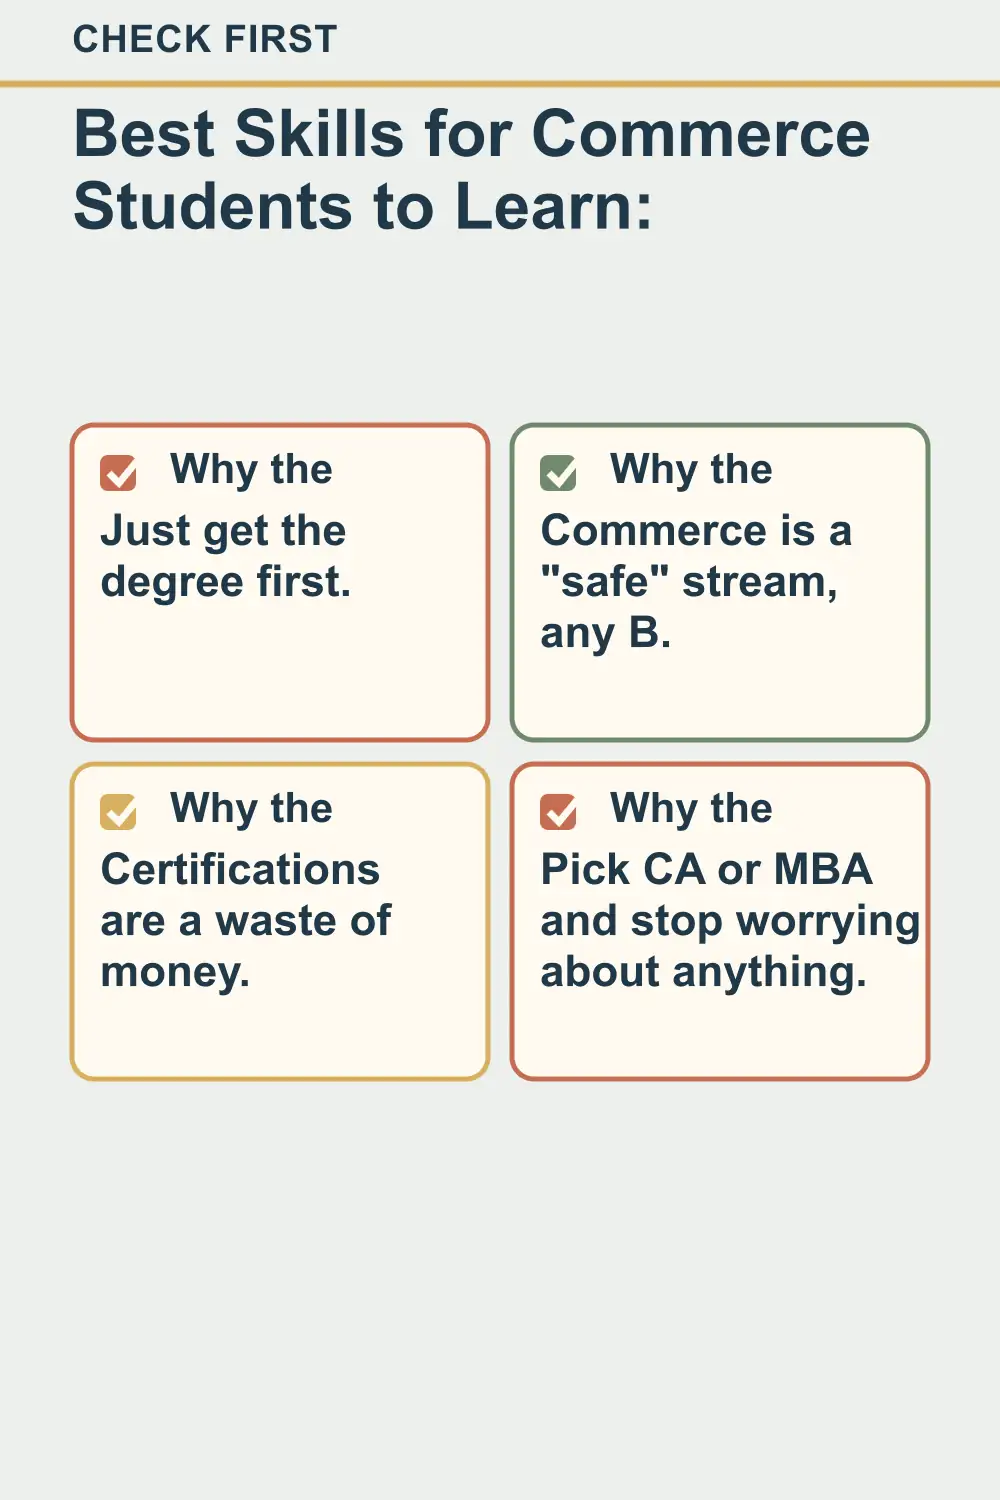 CHECK FIRST
Best Skills for Commerce
Students to Learn:
Why the
Just get the
degree first.
Why the
Commerce is a
"safe" stream,
any B.
Why the
Certifications
are a waste of
money.
Why the
Pick CA or MBA
and stop worrying
about anything.